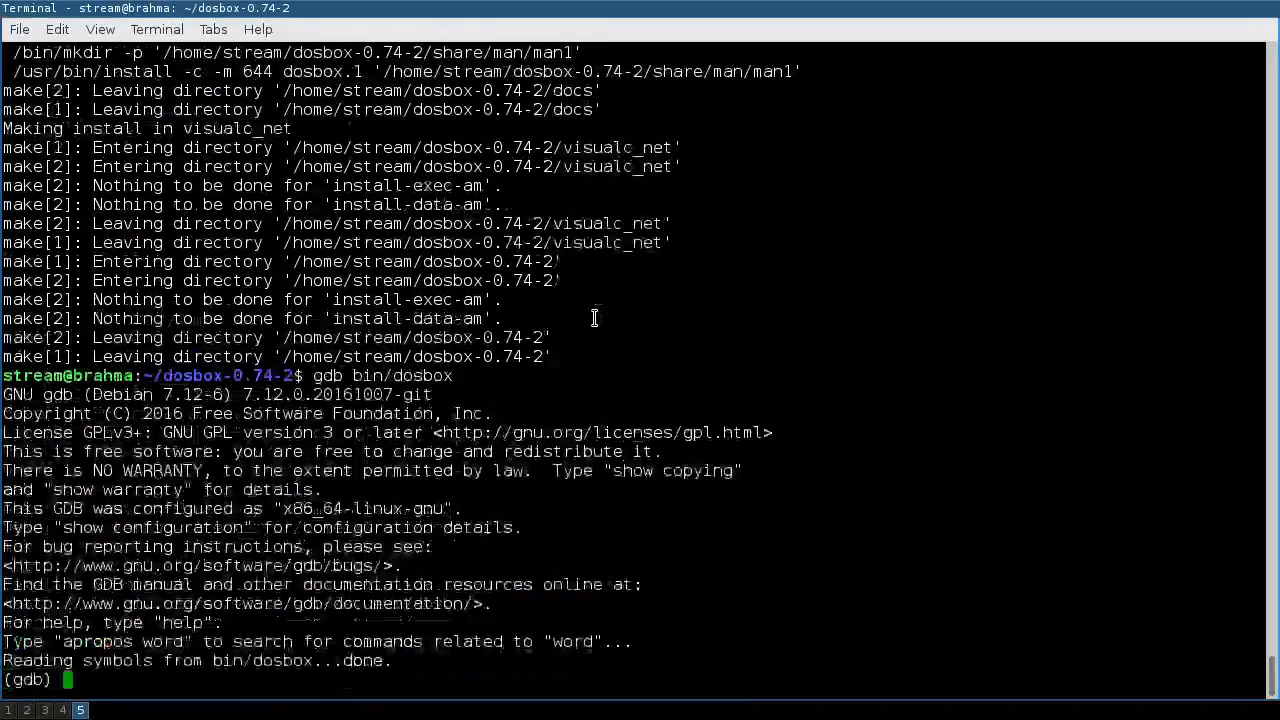 Terminal - stream@brahma: ~/dosbox-0.74-2
File Edit View Terminal Tabs Help
/bin/mkdir -p '/home/stream/dosbox-0.74-2/share/man/man1'
/usr/bin/install -c -m 644 dosbox.1 '/home/stream/dosbox-0.74-2/share/man/man1'
make[2]: Leaving directory '/home/stream/dosbox-0.74-2/docs'
make[1]: Leaving directory '/home/stream/dosbox-0.74-2/docs'
Making install in visualc_net
make[1]: Entering directory '/home/stream/dosbox-0.74-2/visualc_net'
make[2]: Entering directory '/home/stream/dosbox-0.74-2/visualc_net'
make[2]: Nothing to be done for 'install-exec-am'.
make[2]: Nothing to be done for 'install-data-am'.
make[2]: Leaving directory '/home/stream/dosbox-0.74-2/visualc_net'
make[1]: Leaving directory '/home/stream/dosbox-0.74-2/visualc_net'
make[1]: Entering directory '/home/stream/dosbox-0.74-2'
make[2]: Entering directory '/home/stream/dosbox-0.74-2'
make[2]: Nothing to be done for 'install-exec-am'.
make[2]: Nothing to be done for 'install-data-am'.
make[2]: Leaving directory '/home/stream/dosbox-0.74-2'
make[1]: Leaving directory '/home/stream/dosbox-0.74-2'
stream@brahma:~/dosbox-0.74-2$ gdb bin/dosbox
GNU gdb (Debian 7.12-6) 7.12.0.20161007-git
Copyright (C) 2016 Free Software Foundation, Inc.
License GPLv3+: GNU GPL version 3 or later <http://gnu.org/licenses/gpl.html>
This is free software: you are free to change and redistribute it.
There is NO WARRANTY, to the extent permitted by law.  Type "show copying"
and "show warranty" for details.
This GDB was configured as "x86_64-linux-gnu".
Type "show configuration" for configuration details.
For bug reporting instructions, please see:
<http://www.gnu.org/software/gdb/bugs/>.
Find the GDB manual and other documentation resources online at:
<http://www.gnu.org/software/gdb/documentation/>.
For help, type "help".
Type "apropos word" to search for commands related to "word"...
Reading symbols from bin/dosbox...done.
(gdb)
1 2 3 4 5